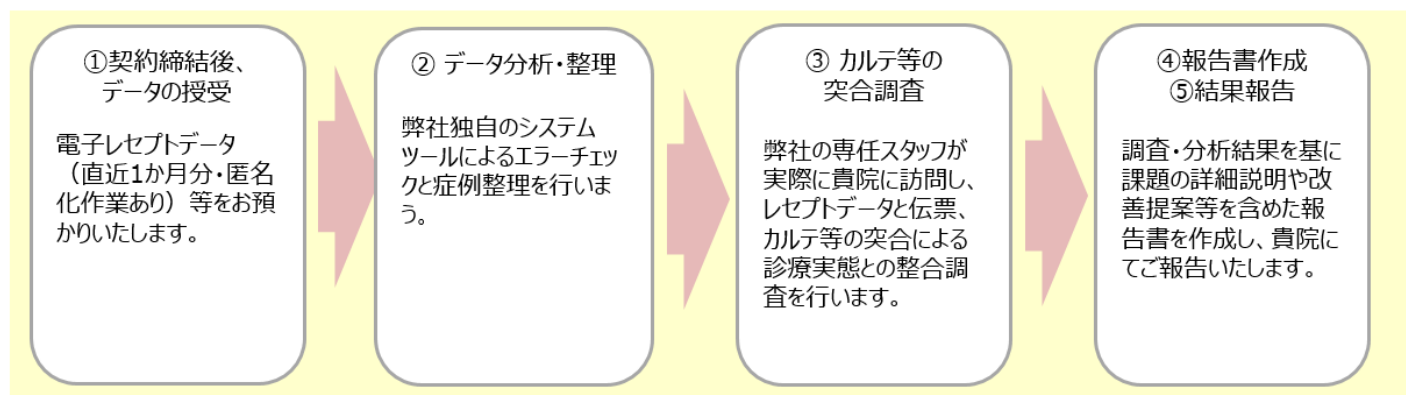 ①契約締結後、
データの授受
電子レセプトデータ
（直近1か月分・匿名
化作業あり）等をお預
かりいたします。
② データ分析・整理
弊社独自のシステム
ツールによるエラーチェッ
クと症例整理を行いま
う。
③ カルテ等の
突合調査
弊社の専任スタッフが
実際に貴院に訪問し、
レセプトデータと伝票、
カルテ等の突合による
診療実態との整合調
査を行います。
④報告書作成
⑤結果報告
調査・分析結果を基に
課題の詳細説明や改
善提案等を含めた報
告書を作成し、貴院に
てご報告いたします。